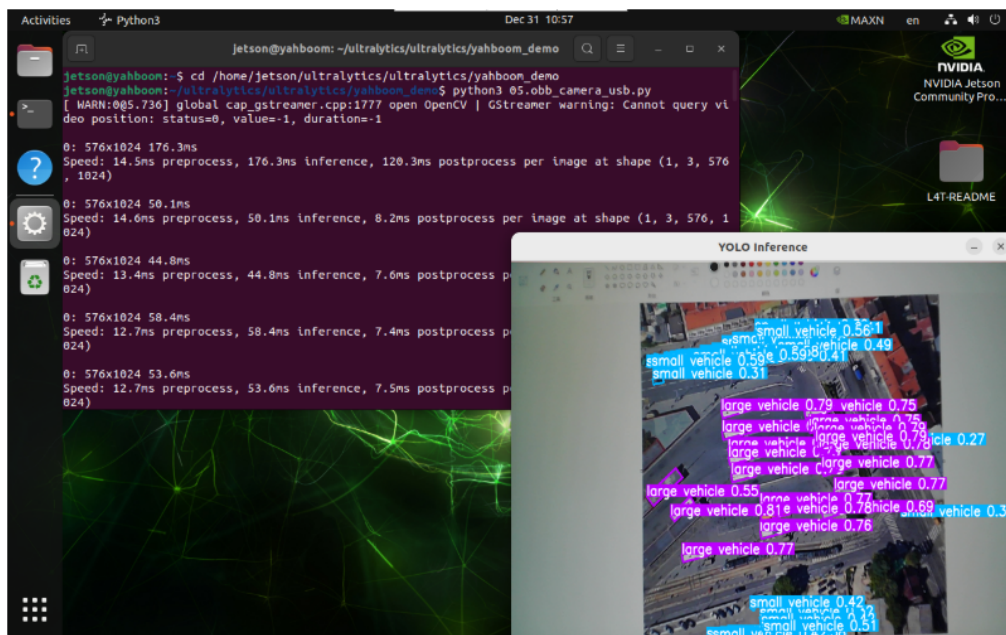 Activities
Python3
Dec 31 10:57
MAXN
en
jetson@yahboom: ~/ultralytics/ultralytics/yahboom_demo
jetson@yahboom:~$ cd /home/jetson/ultralytics/ultralytics/yahboom_demo
jetson@yahboom:~/ultralytics/ultralytics/yahboom_demo$ python3 05.obb_camera_usb.py
[ WARN:0@5.736] global cap_gstreamer.cpp:1777 open OpenCV | GStreamer warning: Cannot query vi
deo position: status=0, value=-1, duration=-1
0: 576x1024 176.3ms
Speed: 14.5ms preprocess, 176.3ms inference, 120.3ms postprocess per image at shape (1, 3, 576
, 1024)
0: 576x1024 50.1ms
Speed: 14.6ms preprocess, 50.1ms inference, 8.2ms postprocess per image at shape (1, 3, 576, 1
024)
0: 576x1024 44.8ms
Speed: 13.4ms preprocess, 44.8ms inference, 7.6ms postprocess p
024)
0: 576x1024 58.4ms
Speed: 12.7ms preprocess, 58.4ms inference, 7.4ms postprocess p
024)
0: 576x1024 53.6ms
Speed: 12.7ms preprocess, 53.6ms inference, 7.5ms postprocess p
024)
NVIDIA
NVIDIA Jetson
Community Pro...
L4T-README
YOLO Inference
small vehicle 0.56
small vehicle 0.49
0.59
0.41
small vehicle 0.31
large vehicle 0.79
vehicle 0.75
0.27
large vehicle 0.77
large vehicle 0.77
large vehicle 0.55
large vehicle 0.81
vehicle 0.78
0.69
large vehicle 0.76
large vehicle 0.77
small vehicle 0.42
0.51